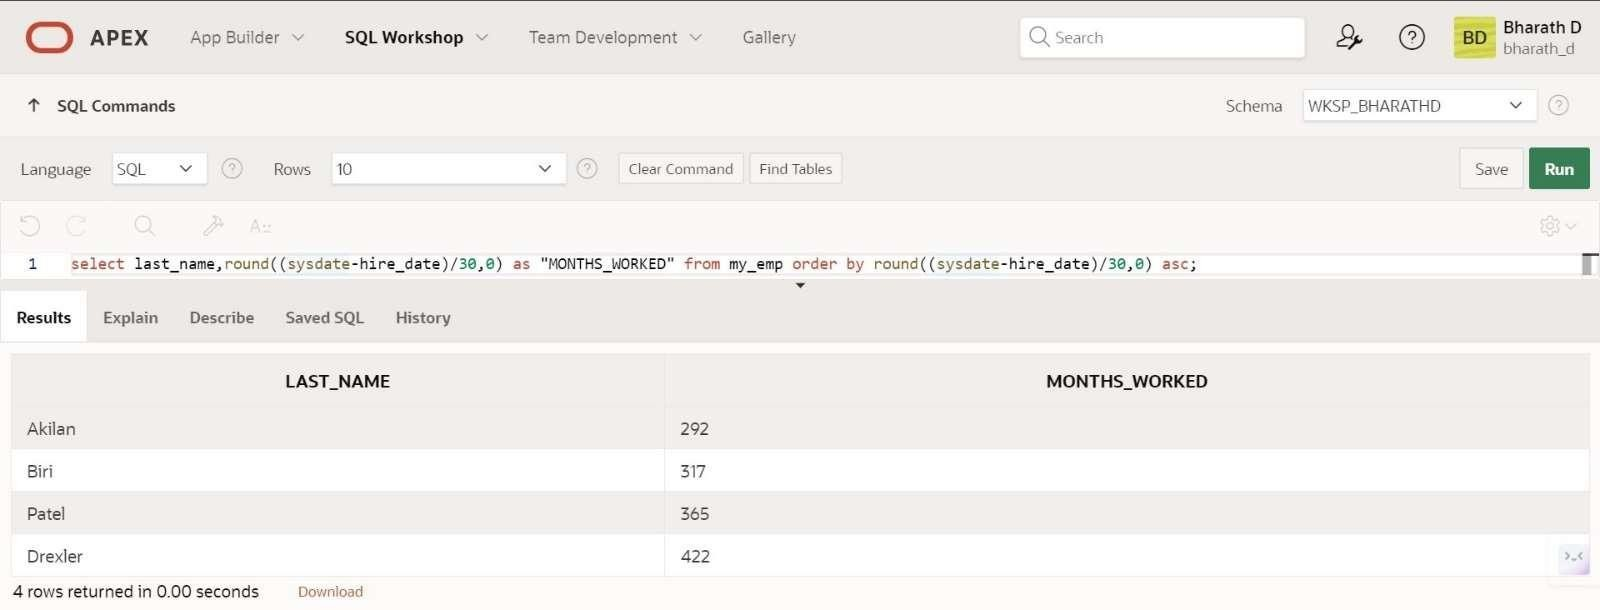 APEX App Builder SQL Workshop Team Development Gallery Search ? BD Bharath D
bharath_d
↑ SQL Commands Schema WKSP_BHARATHD ?
Language SQL ? Rows 10 ? Clear Command Find Tables Save Run
A::
1 select last_name,round((sysdate-hire_date)/30,0) as "MONTHS_WORKED" from my_emp order by round((sysdate-hire_date)/30,0) asc;
Results Explain Describe Saved SQL History
LAST_NAME MONTHS_WORKED
Akilan 292
Biri 317
Patel 365
Drexler 422
4 rows returned in 0.00 seconds Download